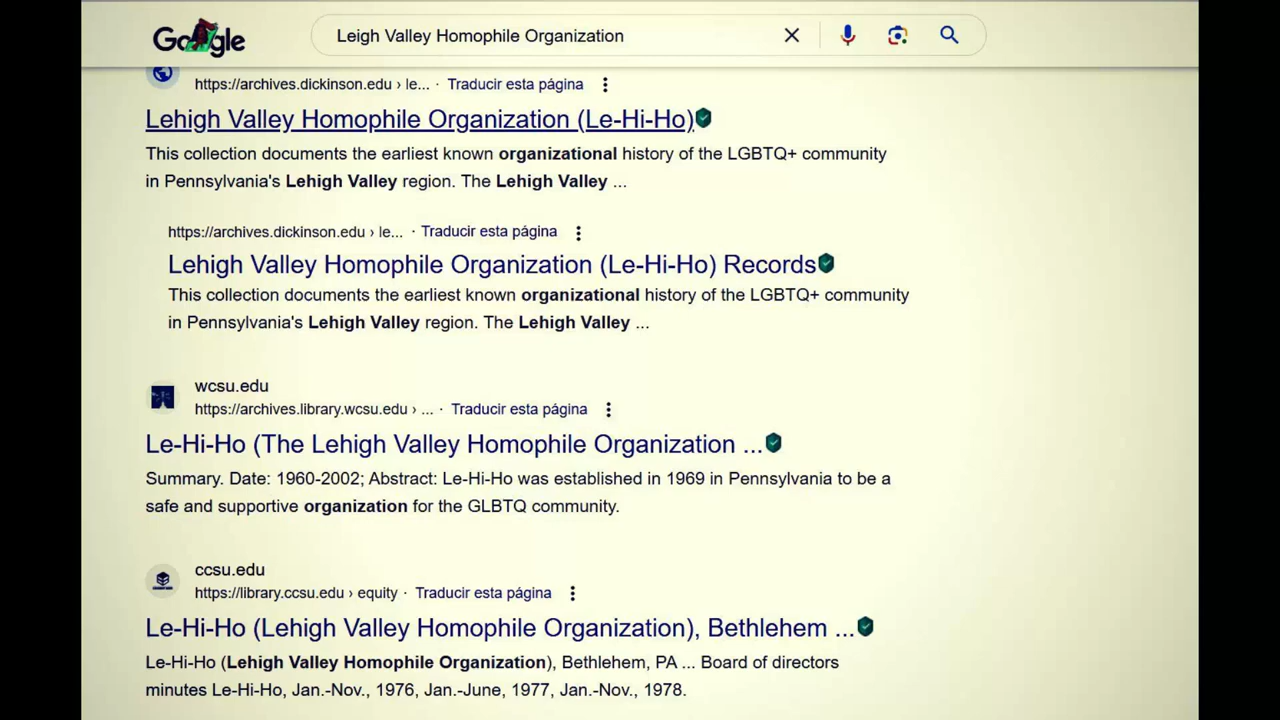 Google
Leigh Valley Homophile Organization
https://archives.dickinson.edu › le... · Traducir esta página
Lehigh Valley Homophile Organization (Le-Hi-Ho)
This collection documents the earliest known organizational history of the LGBTQ+ community
in Pennsylvania's Lehigh Valley region. The Lehigh Valley ...
https://archives.dickinson.edu › le... · Traducir esta página
Lehigh Valley Homophile Organization (Le-Hi-Ho) Records
This collection documents the earliest known organizational history of the LGBTQ+ community
in Pennsylvania's Lehigh Valley region. The Lehigh Valley ...
wcsu.edu
https://archives.library.wcsu.edu › ... · Traducir esta página
Le-Hi-Ho (The Lehigh Valley Homophile Organization ...
Summary. Date: 1960-2002; Abstract: Le-Hi-Ho was established in 1969 in Pennsylvania to be a
safe and supportive organization for the GLBTQ community.
ccsu.edu
https://library.ccsu.edu › equity · Traducir esta página
Le-Hi-Ho (Lehigh Valley Homophile Organization), Bethlehem ...
Le-Hi-Ho (Lehigh Valley Homophile Organization), Bethlehem, PA ... Board of directors
minutes Le-Hi-Ho, Jan.-Nov., 1976, Jan.-June, 1977, Jan.-Nov., 1978.